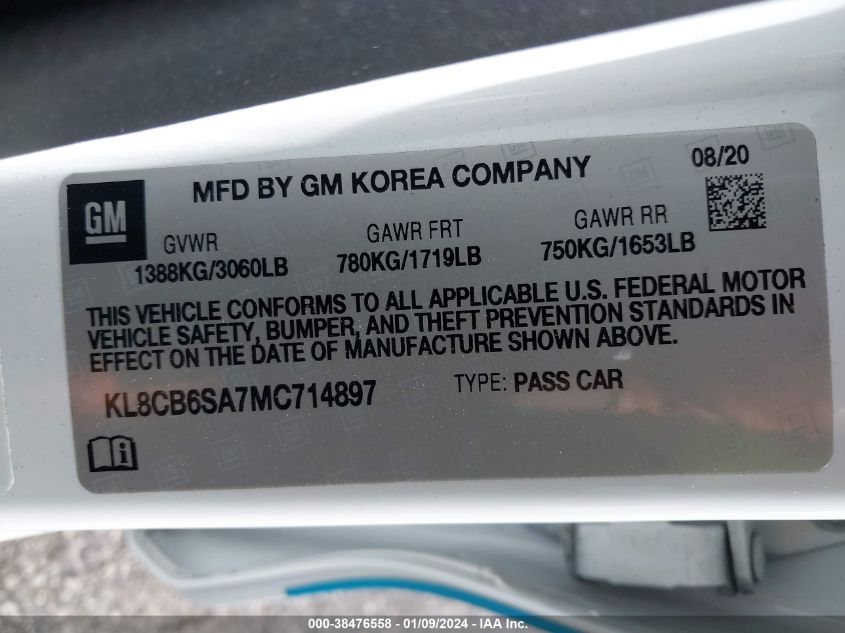 MFD BY GM KOREA COMPANY
08/20
GM
GVWR
1388KG/3060LB
GAWR FRT
780KG/1719LB
GAWR RR
750KG/1653LB
THIS VEHICLE CONFORMS TO ALL APPLICABLE U.S. FEDERAL MOTOR
VEHICLE SAFETY, BUMPER, AND THEFT PREVENTION STANDARDS IN
EFFECT ON THE DATE OF MANUFACTURE SHOWN ABOVE.
KL8CB6SA7MC714897
TYPE: PASS CAR
i
000-38476558 - 01/09/2024 - IAA Inc.